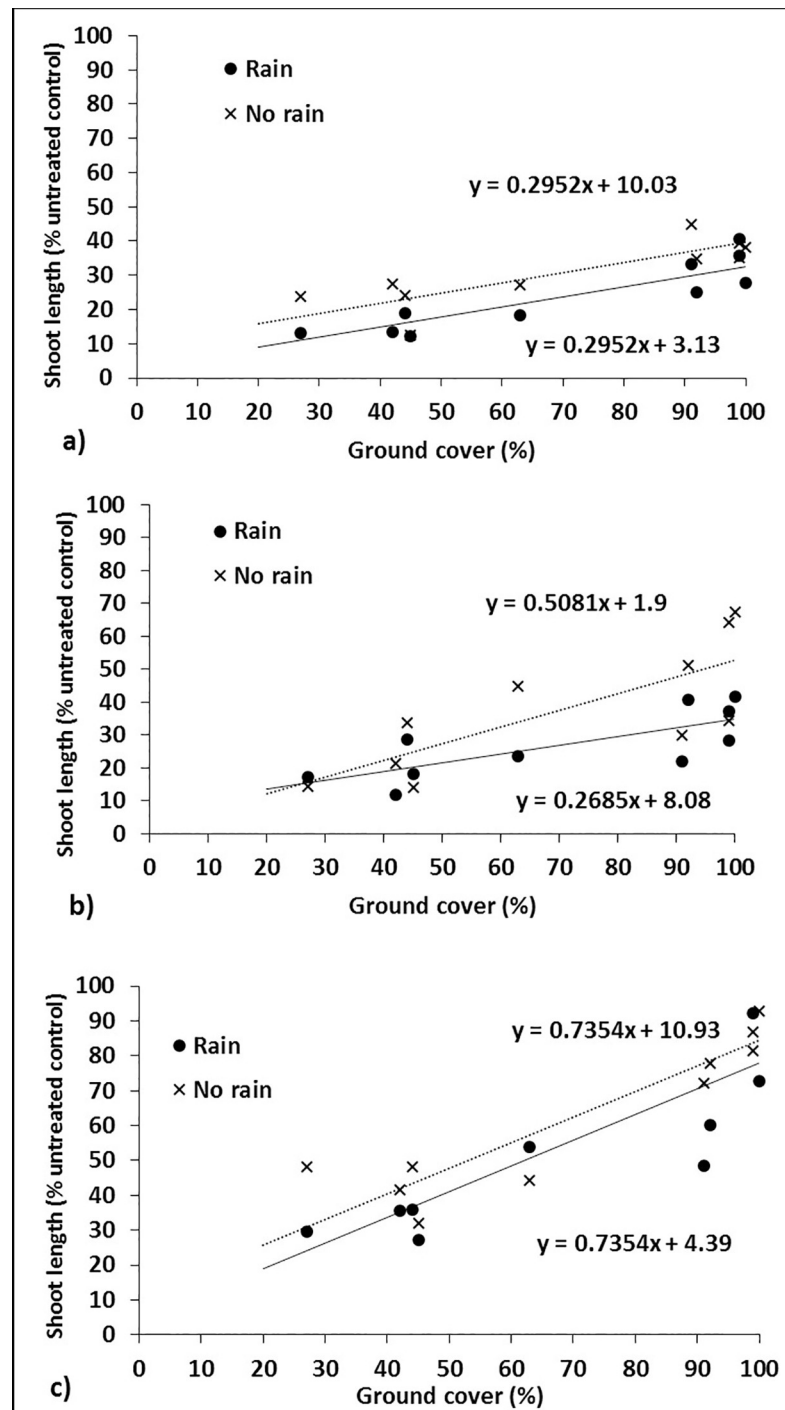 100
90
80
70
60
50
40
30
20
10
0
Shoot length (% untreated control)
Rain
No rain
y = 0.2952x + 10.03
y = 0.2952x + 3.13
0 10 20 30 40 50 60 70 80 90 100
Ground cover (%)
a)
100
90
80
70
60
50
40
30
20
10
0
Shoot length (% untreated control)
Rain
No rain
y = 0.5081x + 1.9
y = 0.2685x + 8.08
0 10 20 30 40 50 60 70 80 90 100
Ground cover (%)
b)
100
90
80
70
60
50
40
30
20
10
0
Shoot length (% untreated control)
Rain
No rain
y = 0.7354x + 10.93
y = 0.7354x + 4.39
0 10 20 30 40 50 60 70 80 90 100
Ground cover (%)
c)